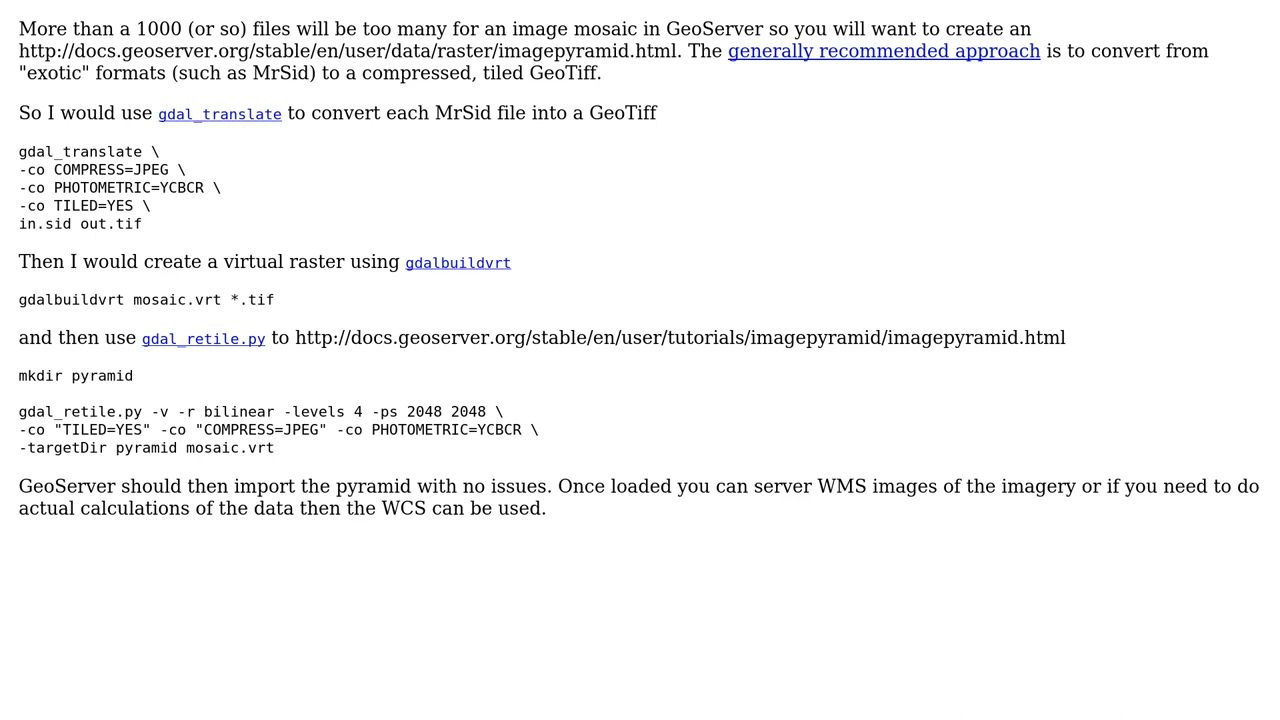 More than a 1000 (or so) files will be too many for an image mosaic in GeoServer so you will want to create an
http://docs.geoserver.org/stable/en/user/data/raster/imagepyramid.html. The generally recommended approach is to convert from
"exotic" formats (such as MrSid) to a compressed, tiled GeoTiff.
So I would use gdal_translate to convert each MrSid file into a GeoTiff
gdal_translate \
-co COMPRESS=JPEG \
-co PHOTOMETRIC=YCBCR \
-co TILED=YES \
in.sid out.tif
Then I would create a virtual raster using gdalbuildvrt
gdalbuildvrt mosaic.vrt *.tif
and then use gdal_retile.py to http://docs.geoserver.org/stable/en/user/tutorials/imagepyramid/imagepyramid.html
mkdir pyramid
gdal_retile.py -v -r bilinear -levels 4 -ps 2048 2048 \
-co "TILED=YES" -co "COMPRESS=JPEG" -co PHOTOMETRIC=YCBCR \
-targetDir pyramid mosaic.vrt
GeoServer should then import the pyramid with no issues. Once loaded you can server WMS images of the imagery or if you need to do
actual calculations of the data then the WCS can be used.